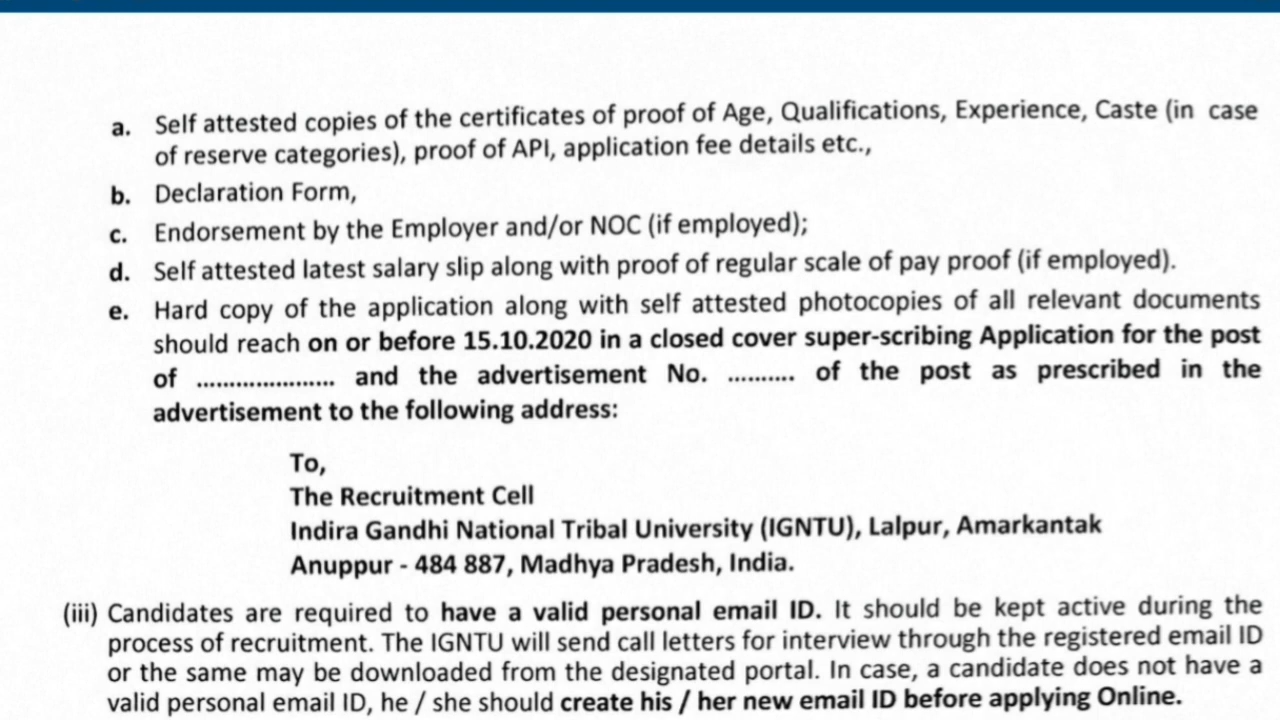 a. Self attested copies of the certificates of proof of Age, Qualifications, Experience, Caste (in case
of reserve categories), proof of API, application fee details etc.,
b. Declaration Form,
c. Endorsement by the Employer and/or NOC (if employed);
d. Self attested latest salary slip along with proof of regular scale of pay proof (if employed).
e. Hard copy of the application along with self attested photocopies of all relevant documents
should reach on or before 15.10.2020 in a closed cover super-scribing Application for the post
of ..................... and the advertisement No. .......... of the post as prescribed in the
advertisement to the following address:
To,
The Recruitment Cell
Indira Gandhi National Tribal University (IGNTU), Lalpur, Amarkantak
Anuppur - 484 887, Madhya Pradesh, India.
(iii) Candidates are required to have a valid personal email ID. It should be kept active during the
process of recruitment. The IGNTU will send call letters for interview through the registered email ID
or the same may be downloaded from the designated portal. In case, a candidate does not have a
valid personal email ID, he / she should create his / her new email ID before applying Online.